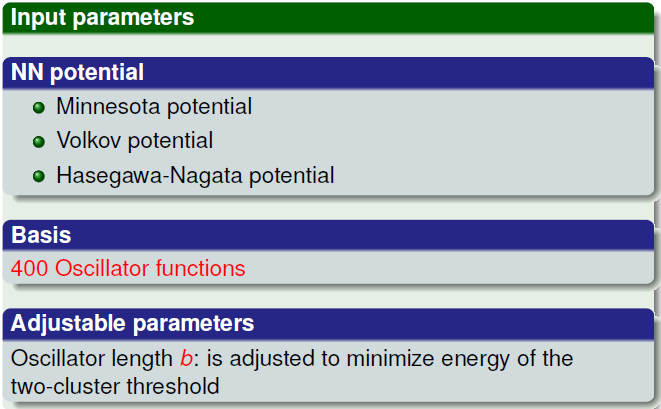 Input parameters
NN potential
Minnesota potential
Volkov potential
Hasegawa-Nagata potential
Basis
400 Oscillator functions
Adjustable parameters
Oscillator length b: is adjusted to minimize energy of the
two-cluster threshold